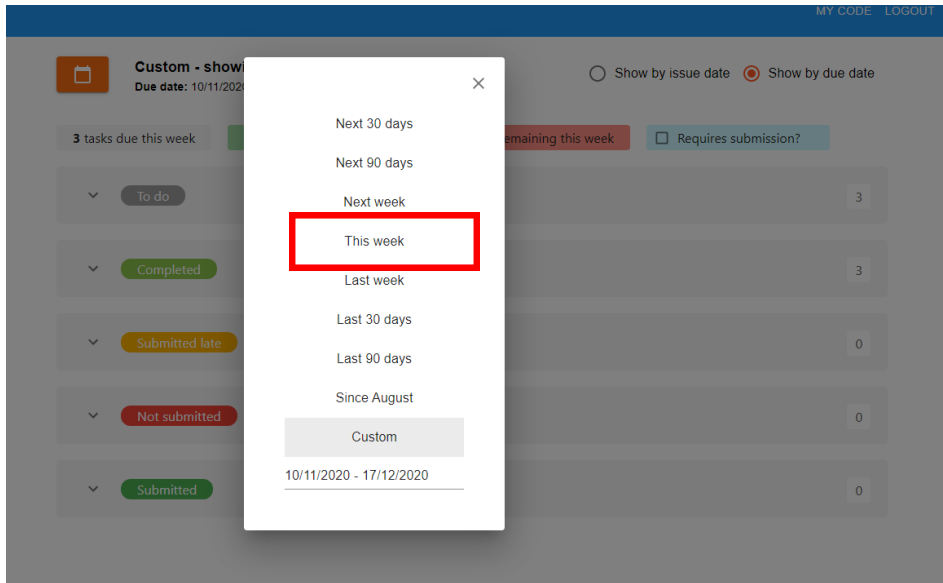 MY CODE LOGOUT
Custom - showi
Due date: 10/11/2020
Show by issue date Show by due date
3 tasks due this week
emaining this week
Requires submission?
Next 30 days
Next 90 days
Next week
This week
Last week
Last 30 days
Last 90 days
Since August
Custom
10/11/2020 - 17/12/2020
To do 3
Completed 3
Submitted late 0
Not submitted 0
Submitted 0